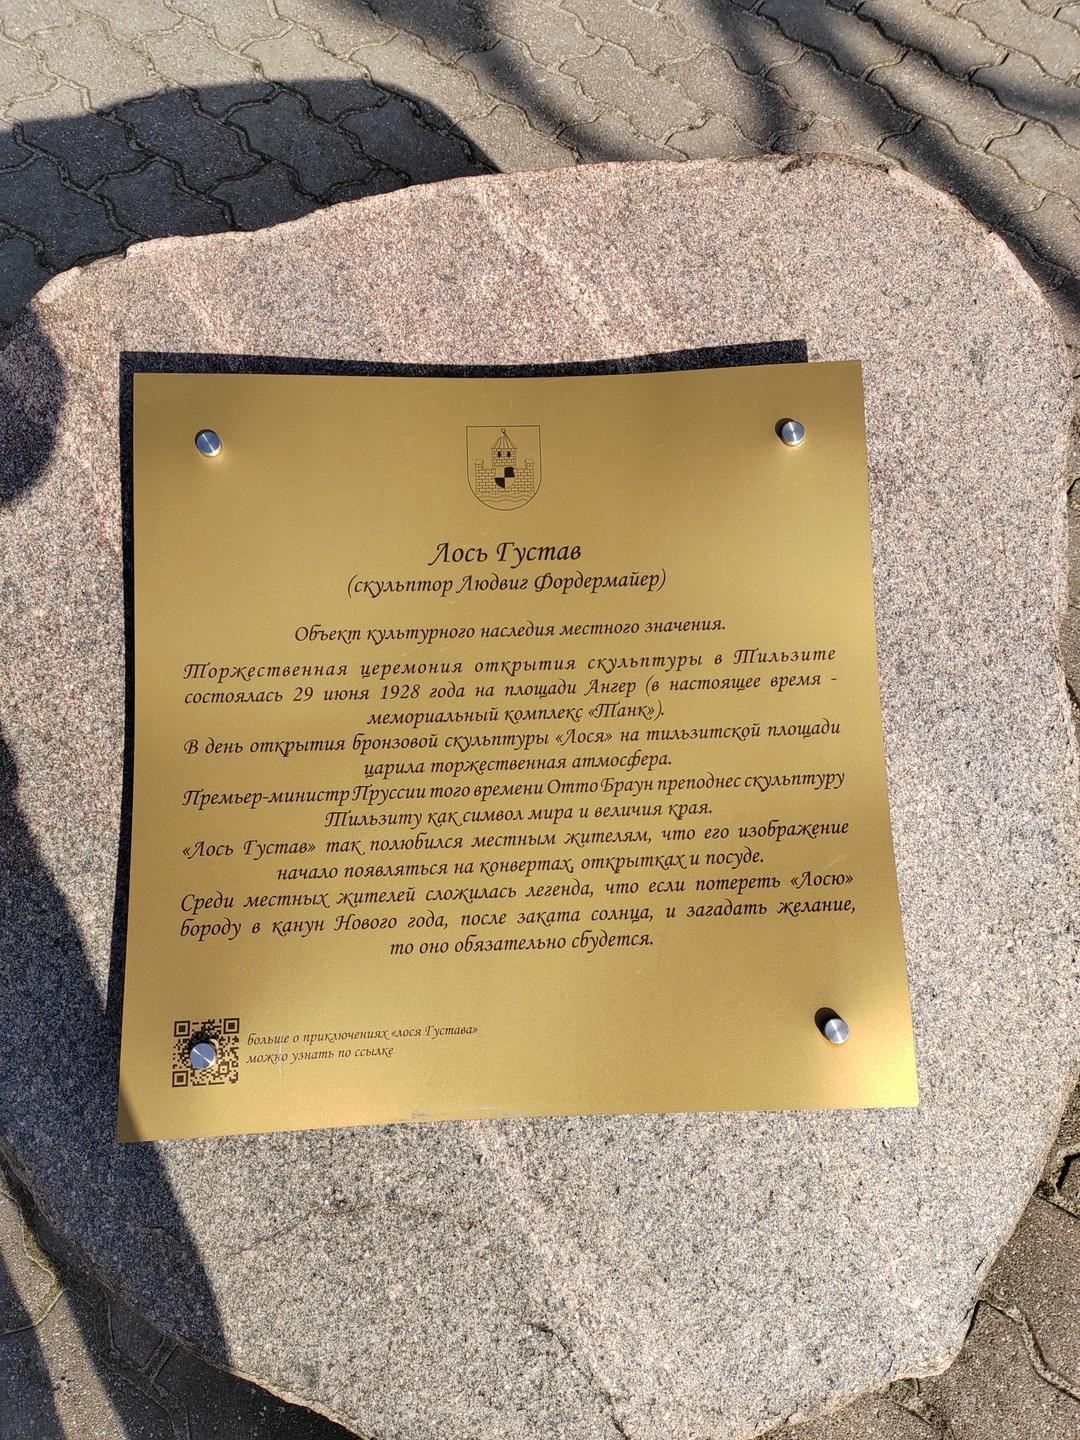 Лось Густав
(скульптор Людвиг Фордермайер)
Объект культурного наследия местного значения.
Торжественная церемония открытия скульптуры в Тильзите
состоялась 29 июня 1928 года на площади Ангер (в настоящее время -
мемориальный комплекс «Танк»).
В день открытия бронзовой скульптуры «Лося» на тильзитской площади
царила торжественная атмосфера.
Премьер-министр Пруссии того времени Отто Браун преподнес скульптуру
Тильзиту как символ мира и величия края.
«Лось Густав» так полюбился местным жителям, что его изображение
начало появляться на конвертах, открытках и посуде.
Среди местных жителей сложилась легенда, что если потереть «Лосю»
бороду в канун Нового года, после заката солнца, и загадать желание,
то оно обязательно сбудется.
больше о приключениях «лося Густава»
можно узнать по ссылке